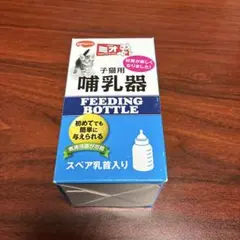 ミオ
子猫用
哺乳器
FEEDING
BOTTLE
初めてでも
簡単に
与えられる
スペア乳首入り